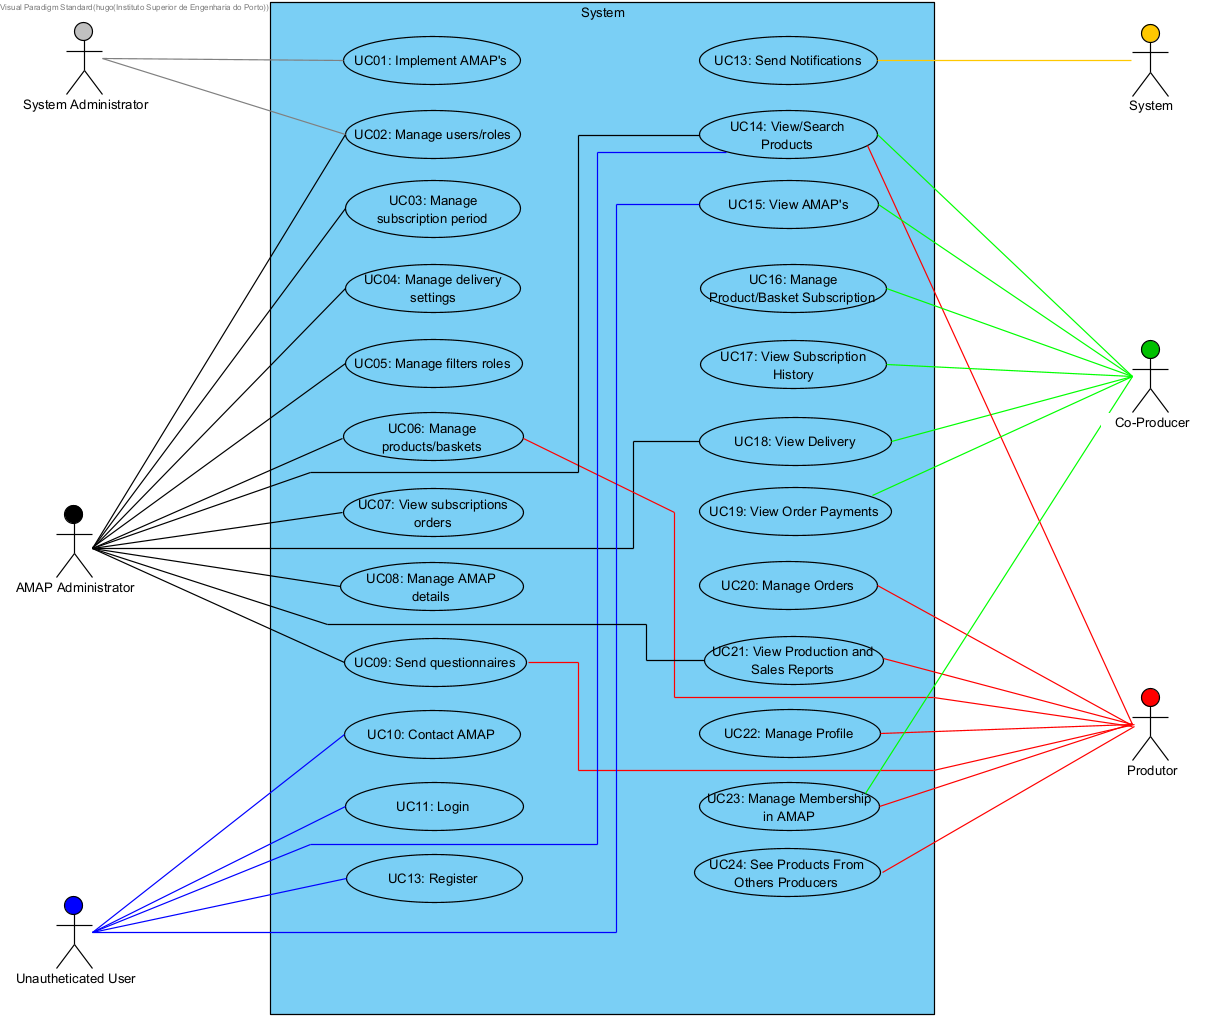 Visual Paradigm Standard(hugo(Instituto Superior de Engenharia do Porto))
System
System Administrator
AMAP Administrator
Unautheticated User
UC01: Implement AMAP's
UC02: Manage users/roles
UC03: Manage
subscription period
UC04: Manage delivery
settings
UC05: Manage filters roles
UC06: Manage
products/baskets
UC07: View subscriptions
orders
UC08: Manage AMAP
details
UC09: Send questionnaires
UC10: Contact AMAP
UC11: Login
UC13: Register
UC13: Send Notifications
UC14: View/Search
Products
UC15: View AMAP's
UC16: Manage
Product/Basket Subscription
UC17: View Subscription
History
UC18: View Delivery
UC19: View Order Payments
UC20: Manage Orders
UC21: View Production and
Sales Reports
UC22: Manage Profile
UC23: Manage Membership
in AMAP
UC24: See Products From
Others Producers
System
Co-Producer
Produtor